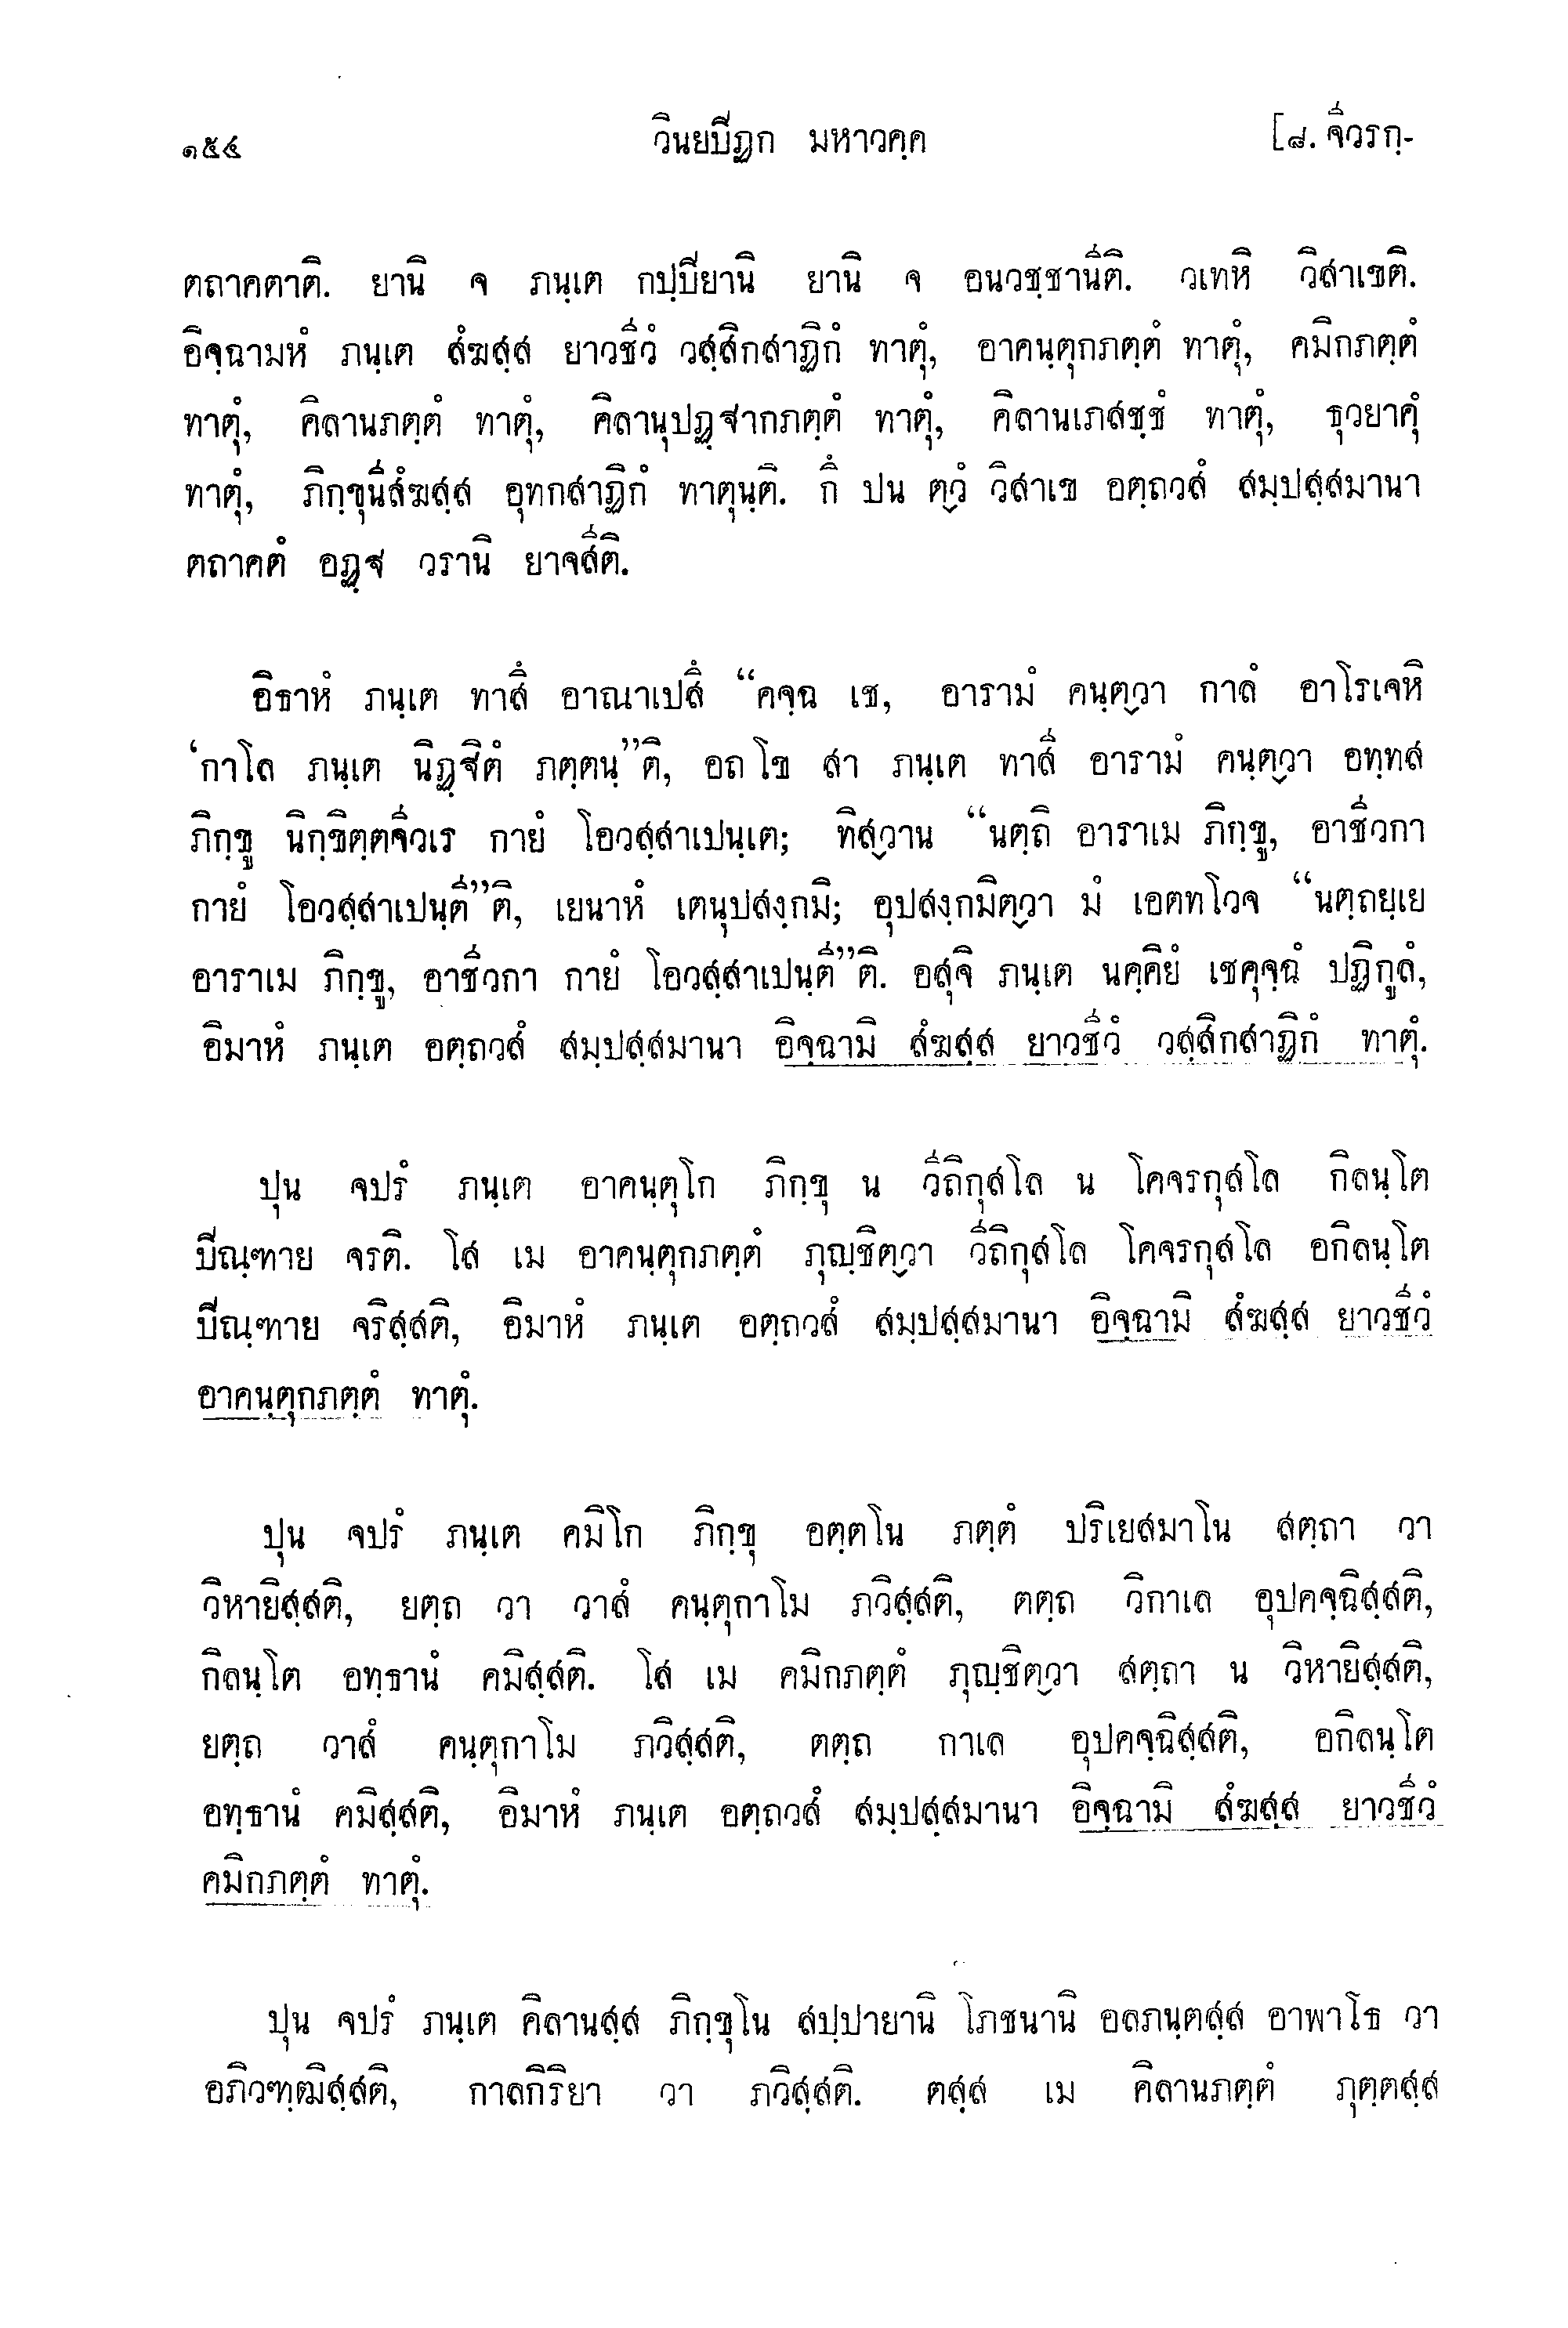 ๑๕๔ วินยปิฏก มหาวคฺค [๘. จีวรกฺ-
ตถาคตาติ. ยานิ จ ภนฺเต กปฺปิยานิ ยานิ จ อนวชฺชานีติ. วเทหิ วิสาเขติ.
อิจฺฉามหํ ภนฺเต สํฆสฺส ยาวชีวํ วสฺสิกสาฏิกํ ทาตุํ, อาคนฺตุกภตฺตํ ทาตุํ, คมิกภตฺตํ
ทาตุํ, คิลานภตฺตํ ทาตุํ, คิลานุปฏฺฐากภตฺตํ ทาตุํ, คิลานเภสชฺชํ ทาตุํ, ธุวยาคุํ
ทาตุํ, ภิกฺขุนีสํฆสฺส อุทกสาฏิกํ ทาตุนฺติ. กึ ปน ตฺวํ วิสาเข อตฺถวสํ สมฺปสฺสมานา
ตถาคตํ อฏฺฐ วรานิ ยาจสีติ.
อิธาหํ ภนฺเต ทาสึ อาณาเปสึ “คจฺฉ เช, อารามํ คนฺตฺวา กาลํ อาโรเจหิ
‘กาโล ภนฺเต นิฏฺฐิตํ ภตฺตนฺ”ติ, อถ โข สา ภนฺเต ทาสี อารามํ คนฺตฺวา อทฺทส
ภิกฺขู นิกฺขิตฺตจีวเร กายํ โอวสฺสาเปนฺเต; ทิสฺวาน “นตฺถิ อาราเม ภิกฺขู, อาชีวกา
กายํ โอวสฺสาเปนฺตี”ติ, เยนาหํ เตนุปสงฺกมิ; อุปสงฺกมิตฺวา มํ เอตทโวจ “นตฺถยฺเย
อาราเม ภิกฺขู, อาชีวกา กายํ โอวสฺสาเปนฺตี”ติ. อสุจิ ภนฺเต นคฺคิยํ เชคุจฺฉํ ปฏิกูลํ,
อิมาหํ ภนฺเต อตฺถวสํ สมฺปสฺสมานา อิจฺฉามิ สํฆสฺส ยาวชีวํ วสฺสิกสาฏิกํ ทาตุํ.
ปุน จปรํ ภนฺเต อาคนฺตุโก ภิกฺขุ น วีถิกุสโล น โคจรกุสโล กิลนฺโต
ปิณฺฑาย จรติ. โส เม อาคนฺตุกภตฺตํ ภุญฺชิตฺวา วีถิกุสโล โคจรกุสโล อกิลนฺโต
ปิณฺฑาย จริสฺสติ, อิมาหํ ภนฺเต อตฺถวสํ สมฺปสฺสมานา อิจฺฉามิ สํฆสฺส ยาวชีวํ
อาคนฺตุกภตฺตํ ทาตุํ.
ปุน จปรํ ภนฺเต คมิโก ภิกฺขุ อตฺตโน ภตฺตํ ปริเยสมาโน สตฺถา วา
วิหายิสฺสติ, ยตฺถ วา วาสํ คนฺตุกาโม ภวิสฺสติ, ตตฺถ วิกาเล อุปคจฺฉิสฺสติ,
กิลนฺโต อทฺธานํ คมิสฺสติ. โส เม คมิกภตฺตํ ภุญฺชิตฺวา สตฺถา น วิหายิสฺสติ,
ยตฺถ วาสํ คนฺตุกาโม ภวิสฺสติ, ตตฺถ กาเล อุปคจฺฉิสฺสติ, อกิลนฺโต
อทฺธานํ คมิสฺสติ, อิมาหํ ภนฺเต อตฺถวสํ สมฺปสฺสมานา อิจฺฉามิ สํฆสฺส ยาวชีวํ
คมิกภตฺตํ ทาตุํ.
ปุน จปรํ ภนฺเต คิลานสฺส ภิกฺขุโน สปฺปายานิ โภชนานิ อลภนฺตสฺส อาพาโธ วา
อภิวฑฺฒิสฺสติ, กาลกิริยา วา ภวิสฺสติ. ตสฺส เม คิลานภตฺตํ ภุตฺตสฺส